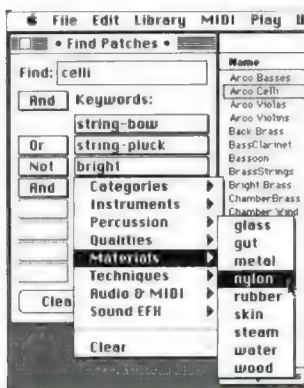 File Edit Library MIDI Play
• Find Patches •
Find: celli
And Keywords:
string-bow
Or string-pluck
Not bright
And
Categories
Instruments
Percussion
Qualities
Materials
Techniques
Audio & MIDI
Sound EFX
Clear
Clea
glass
gut
metal
nylon
rubber
skin
steam
water
wood
Name
Arco Basses
Arco Celli
Arco Violas
Arco Violins
Back Brass
BassClarinet
Bassoon
BrassStrings
Bright Brass
ChamberBrass
Chamber Wind